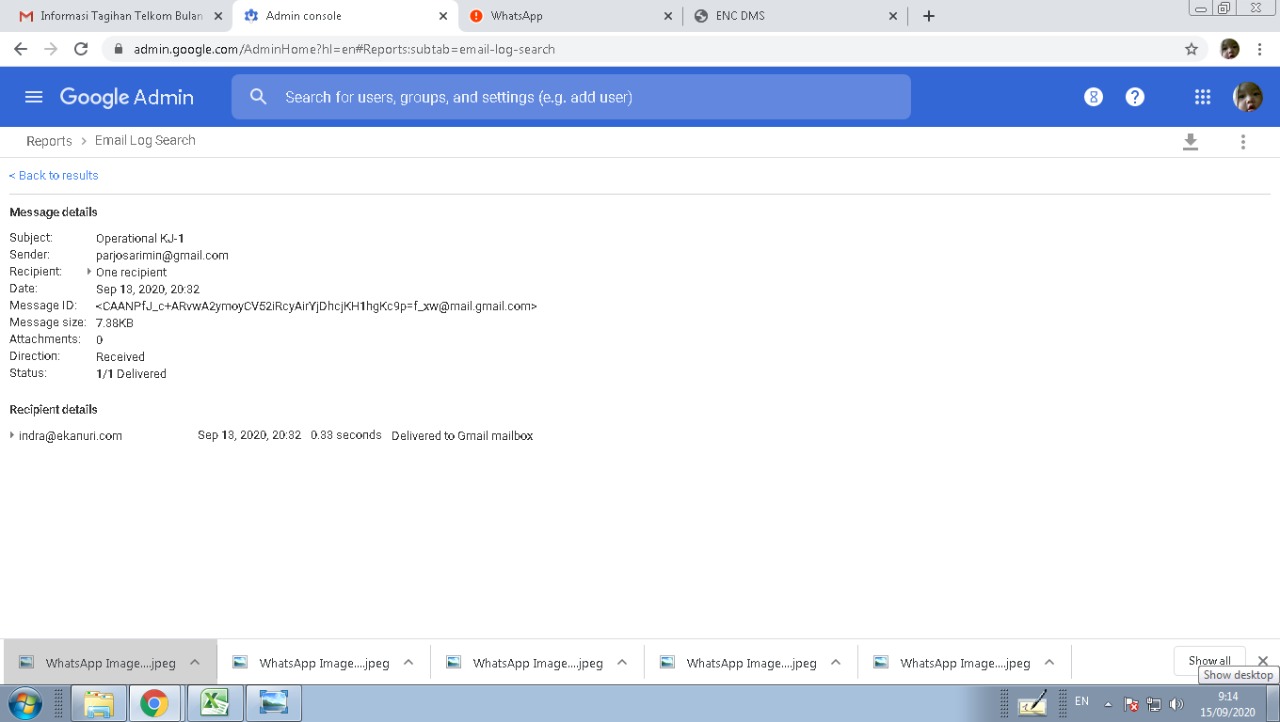 Informasi Tagihan Telkom Bulan
Admin console
WhatsApp
ENC DMS
admin.google.com/AdminHome?hl=en#Reports:subtab=email-log-search
Google Admin
Search for users, groups, and settings (e.g. add user)
Reports > Email Log Search
< Back to results
Message details
Subject: Operational KJ-1
Sender: parjosarimin@gmail.com
Recipient: One recipient
Date: Sep 13, 2020, 20:32
Message ID: <CAANPfJ_c+ARvwA2ymoyCV52iRcyAirYjDhcjKH1hgKc9p=f_xw@mail.gmail.com>
Message size: 7.38KB
Attachments: 0
Direction: Received
Status: 1/1 Delivered
Recipient details
indra@ekanuri.com Sep 13, 2020, 20:32 0.33 seconds Delivered to Gmail mailbox
WhatsApp Image....jpeg
WhatsApp Image....jpeg
WhatsApp Image....jpeg
WhatsApp Image....jpeg
WhatsApp Image....jpeg
Show all
Show desktop
EN
9:14
15/09/2020